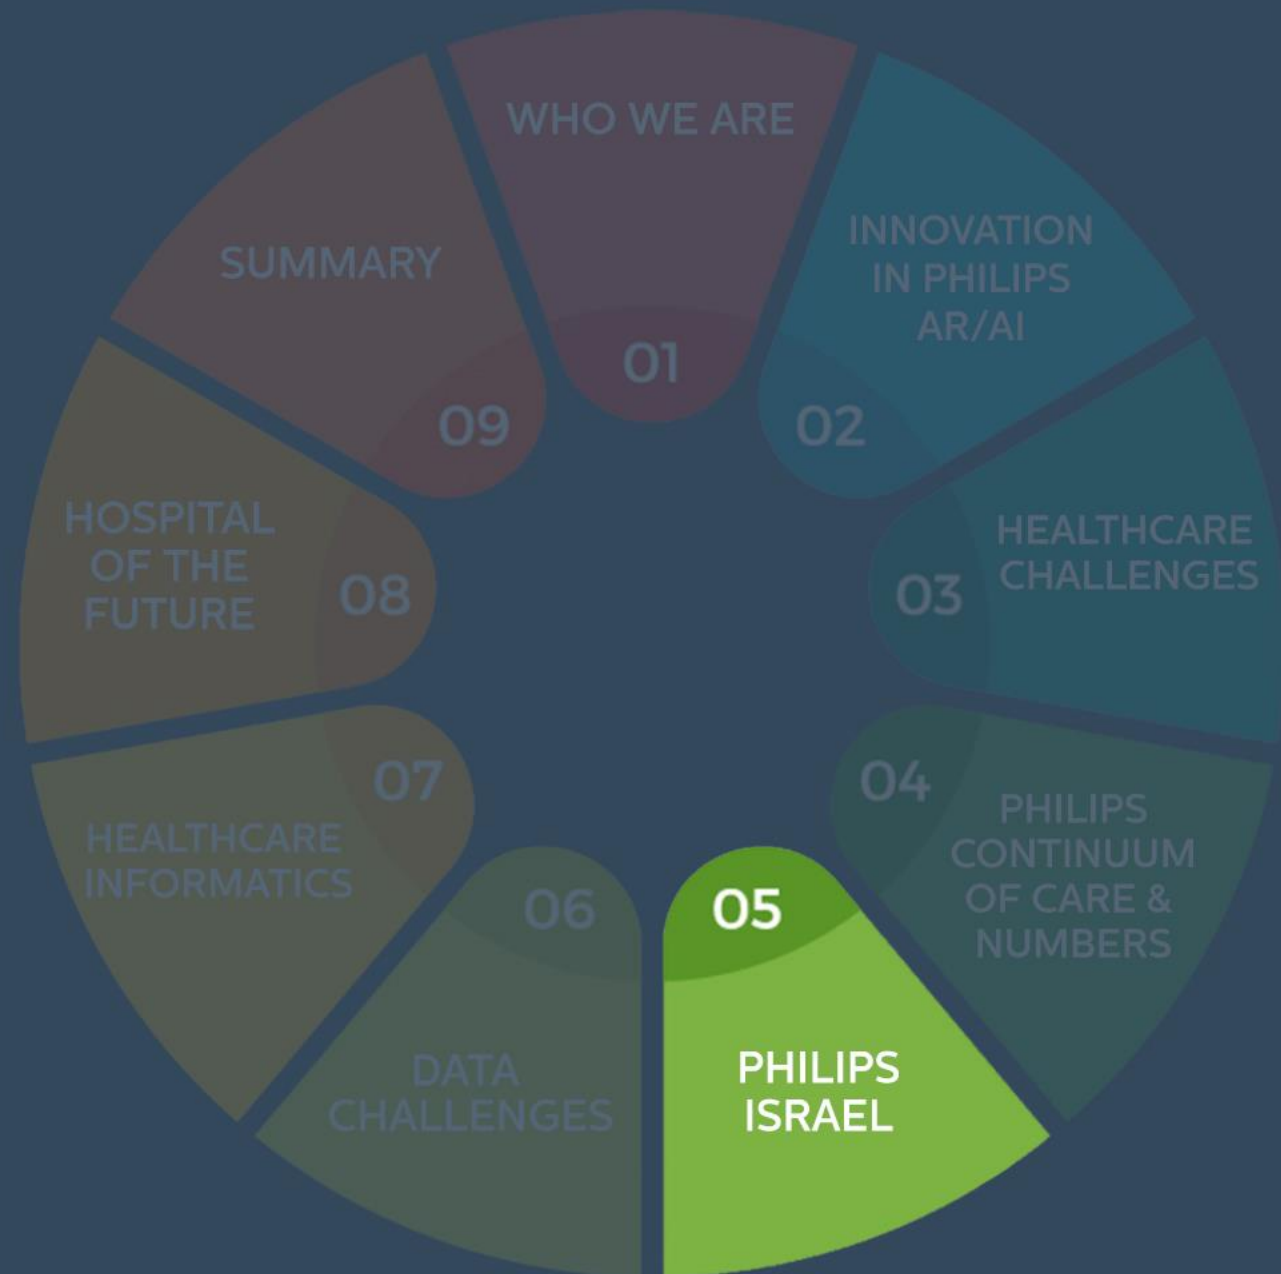 WHO WE ARE
01
INNOVATION
IN PHILIPS
AR/AI
02
HEALTHCARE
CHALLENGES
03
PHILIPS
CONTINUUM
OF CARE &
NUMBERS
04
PHILIPS
ISRAEL
05
DATA
CHALLENGES
06
HEALTHCARE
INFORMATICS
07
HOSPITAL
OF THE
FUTURE
08
SUMMARY
09